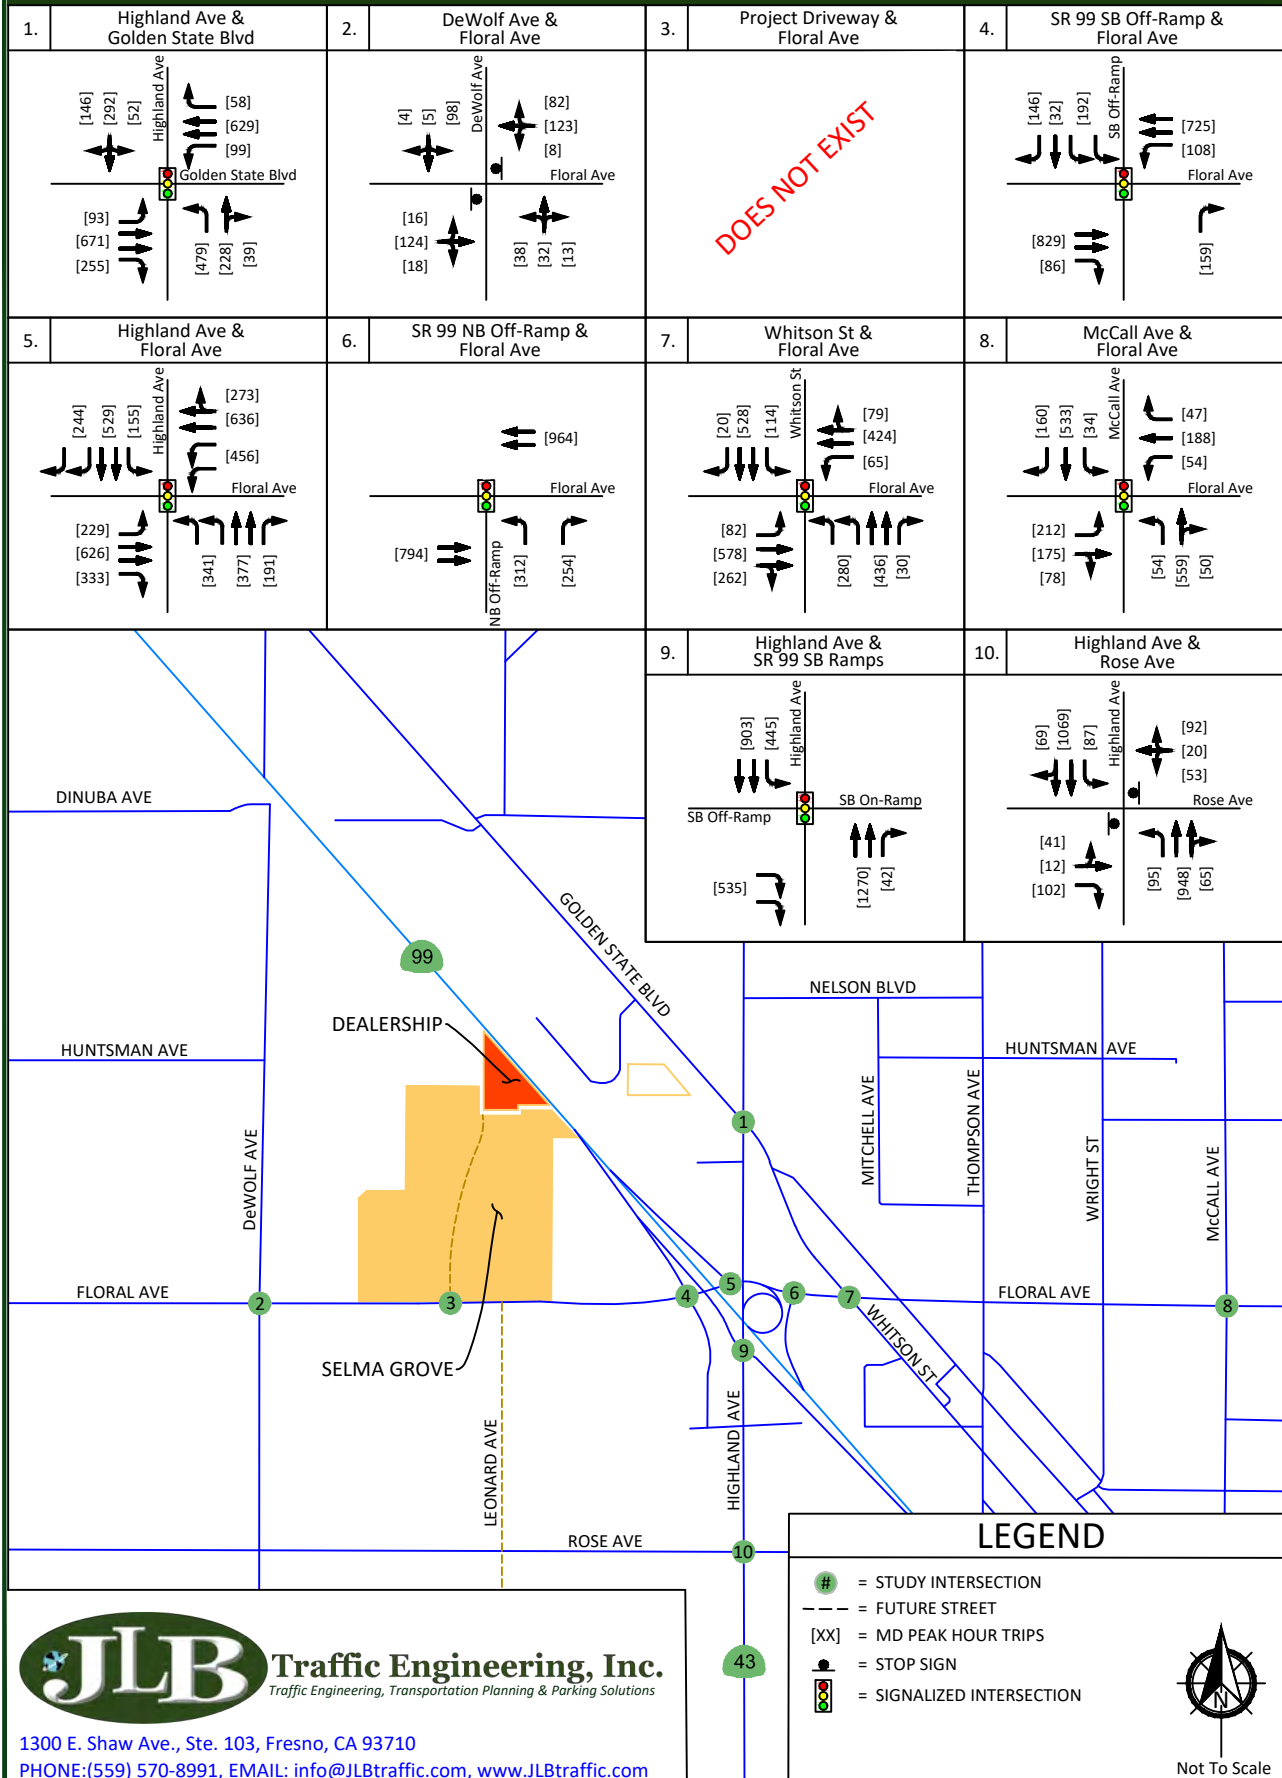 1.
Highland Ave &
Golden State Blvd
[146]
[292]
[52]
Highland Ave
[58]
[629]
[99]
Golden State Blvd
[93]
[671]
[255]
[479]
[228]
[39]
2.
DeWolf Ave &
Floral Ave
[4]
[5]
[98]
DeWolf Ave
[82]
[123]
[8]
Floral Ave
[16]
[124]
[18]
[38]
[32]
[13]
3.
Project Driveway &
Floral Ave
DOES NOT EXIST
4.
SR 99 SB Off-Ramp &
Floral Ave
[146]
[32]
[192]
SB Off-Ramp
[725]
[108]
Floral Ave
[829]
[86]
[159]
5.
Highland Ave &
Floral Ave
[244]
[529]
[155]
Highland Ave
[273]
[636]
[456]
Floral Ave
[229]
[626]
[333]
[341]
[377]
[191]
6.
SR 99 NB Off-Ramp &
Floral Ave
[964]
Floral Ave
[794]
NB Off-Ramp
[312]
[254]
7.
Whitson St &
Floral Ave
[20]
[528]
[114]
Whitson St
[79]
[424]
[65]
Floral Ave
[82]
[578]
[262]
[280]
[436]
[30]
8.
McCall Ave &
Floral Ave
[160]
[533]
[34]
McCall Ave
[47]
[188]
[54]
Floral Ave
[212]
[175]
[78]
[54]
[559]
[50]
9.
Highland Ave &
SR 99 SB Ramps
[903]
[445]
Highland Ave
SB On-Ramp
SB Off-Ramp
[535]
[1270]
[42]
10.
Highland Ave &
Rose Ave
[69]
[1069]
[87]
Highland Ave
[92]
[20]
[53]
Rose Ave
[41]
[12]
[102]
[95]
[948]
[65]
DINUBA AVE
99
GOLDEN STATE BLVD
NELSON BLVD
DEALERSHIP
HUNTSMAN AVE
HUNTSMAN AVE
MITCHELL AVE
THOMPSON AVE
WRIGHT ST
McCALL AVE
DeWOLF AVE
1
FLORAL AVE
2
3
4
5
6
7
FLORAL AVE
8
9
WHITSON ST
SELMA GROVE
LEONARD AVE
HIGHLAND AVE
ROSE AVE
10
43
LEGEND
# = STUDY INTERSECTION
= FUTURE STREET
[XX] = MD PEAK HOUR TRIPS
= STOP SIGN
= SIGNALIZED INTERSECTION
N
Not To Scale
JLB Traffic Engineering, Inc.
Traffic Engineering, Transportation Planning & Parking Solutions
1300 E. Shaw Ave., Ste. 103, Fresno, CA 93710
PHONE:(559) 570-8991, EMAIL: info@JLBtraffic.com, www.JLBtraffic.com